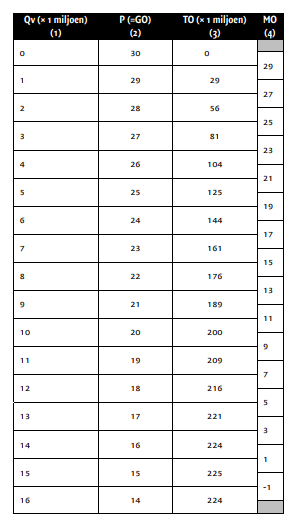 Qv (× 1 miljoen) P (=GO) TO (× 1 miljoen) MO
(1) (2) (3) (4)
0 30 0
29
1 29 29
27
2 28 56
25
3 27 81
23
4 26 104
21
5 25 125
19
6 24 144
17
7 23 161
15
8 22 176
13
9 21 189
11
10 20 200
9
11 19 209
7
12 18 216
5
13 17 221
3
14 16 224
1
15 15 225
-1
16 14 224